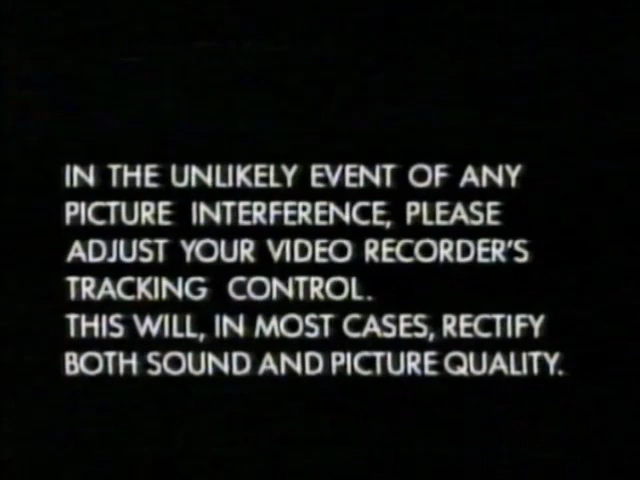 IN THE UNLIKELY EVENT OF ANY
PICTURE INTERFERENCE, PLEASE
ADJUST YOUR VIDEO RECORDER'S
TRACKING CONTROL.
THIS WILL, IN MOST CASES, RECTIFY
BOTH SOUND AND PICTURE QUALITY.